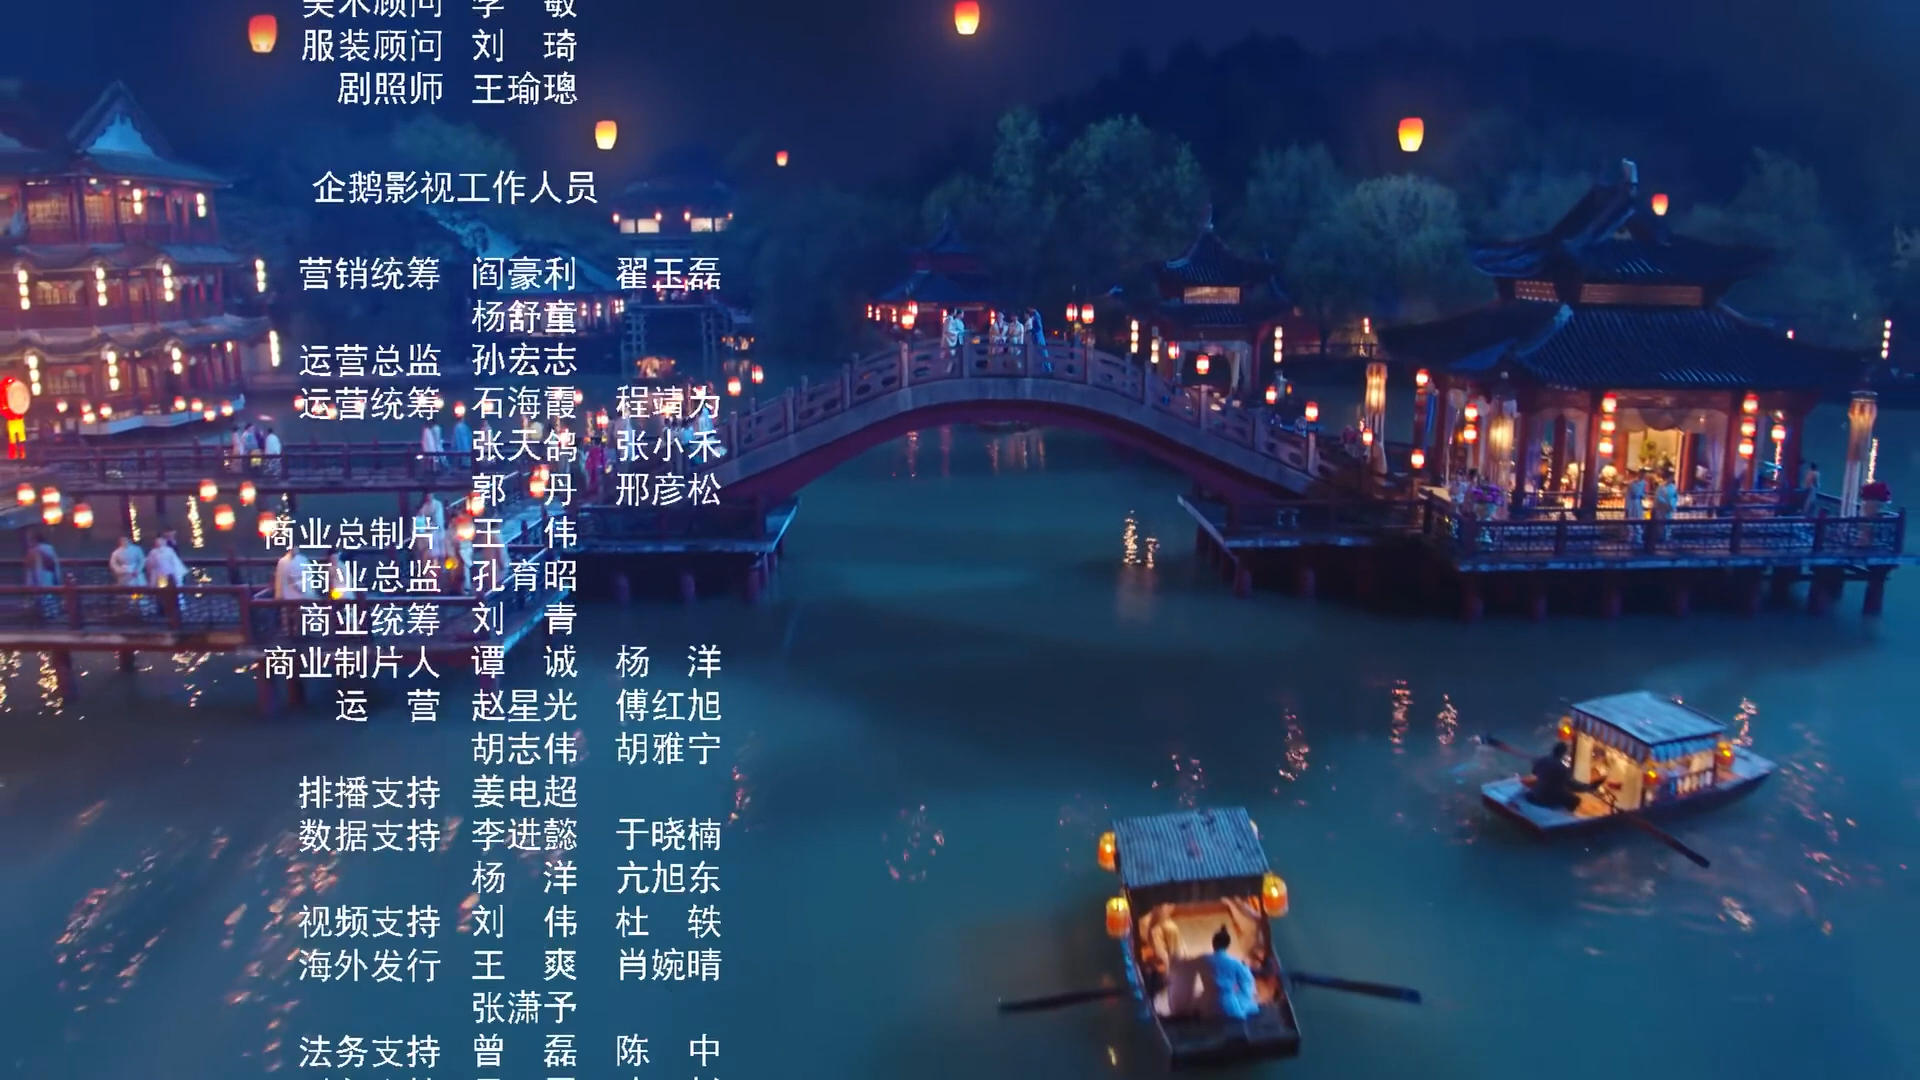 美术顾问 李 敏
服装顾问 刘 琦
剧照师 王瑜璁
企鹅影视工作人员
营销统筹 阎豪利 翟玉磊
杨舒童
运营总监 孙宏志
运营统筹 石海霞 程靖为
张天鸽 张小禾
郭 丹 邢彦松
商业总制片 王 伟
商业总监 孔育昭
商业统筹 刘 青
商业制片人 谭 诚 杨 洋
运 营 赵星光 傅红旭
胡志伟 胡雅宁
排播支持 姜电超
数据支持 李进懿 于晓楠
杨 洋 亢旭东
视频支持 刘 伟 杜 轶
海外发行 王 爽 肖婉晴
张潇予
法务支持 曾 磊 陈 中